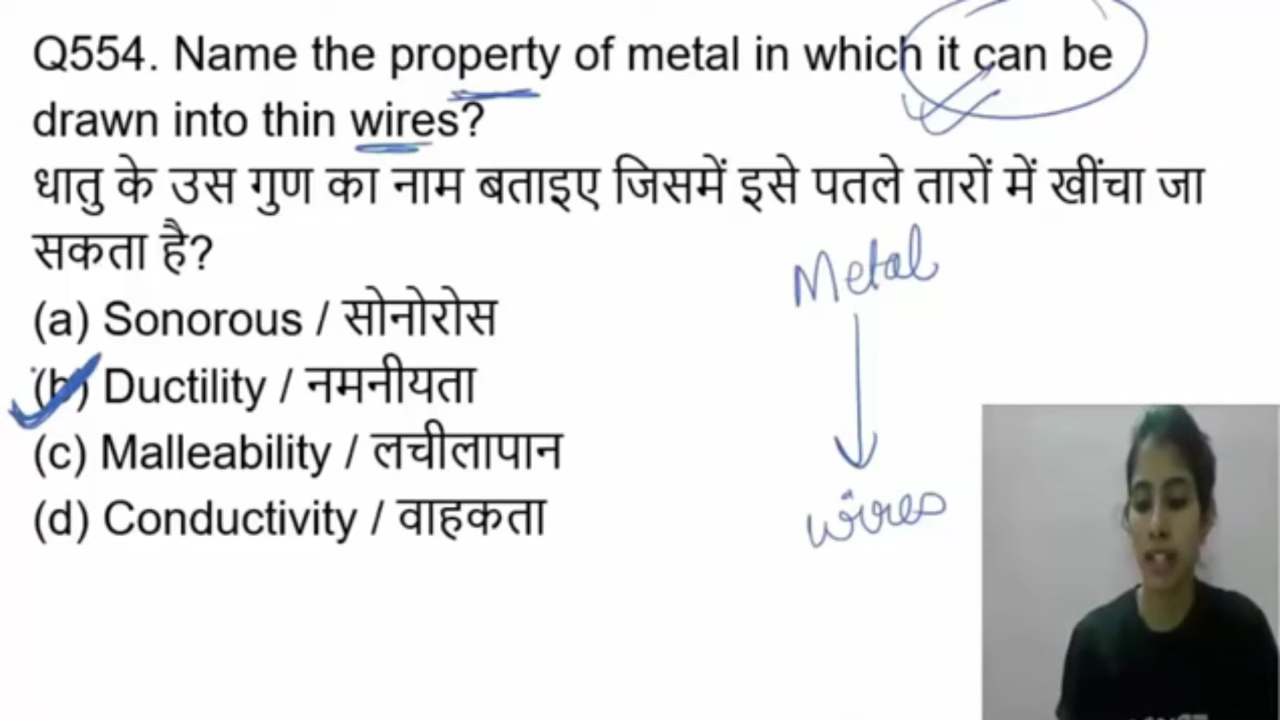 Q554. Name the property of metal in which it can be
drawn into thin wires?
धातु के उस गुण का नाम बताइए जिसमें इसे पतले तारों में खींचा जा
सकता है?
(a) Sonorous / सोनोरोस
(b) Ductility / नमनीयता
(c) Malleability / लचीलापान
(d) Conductivity / वाहकता
Metal
wires